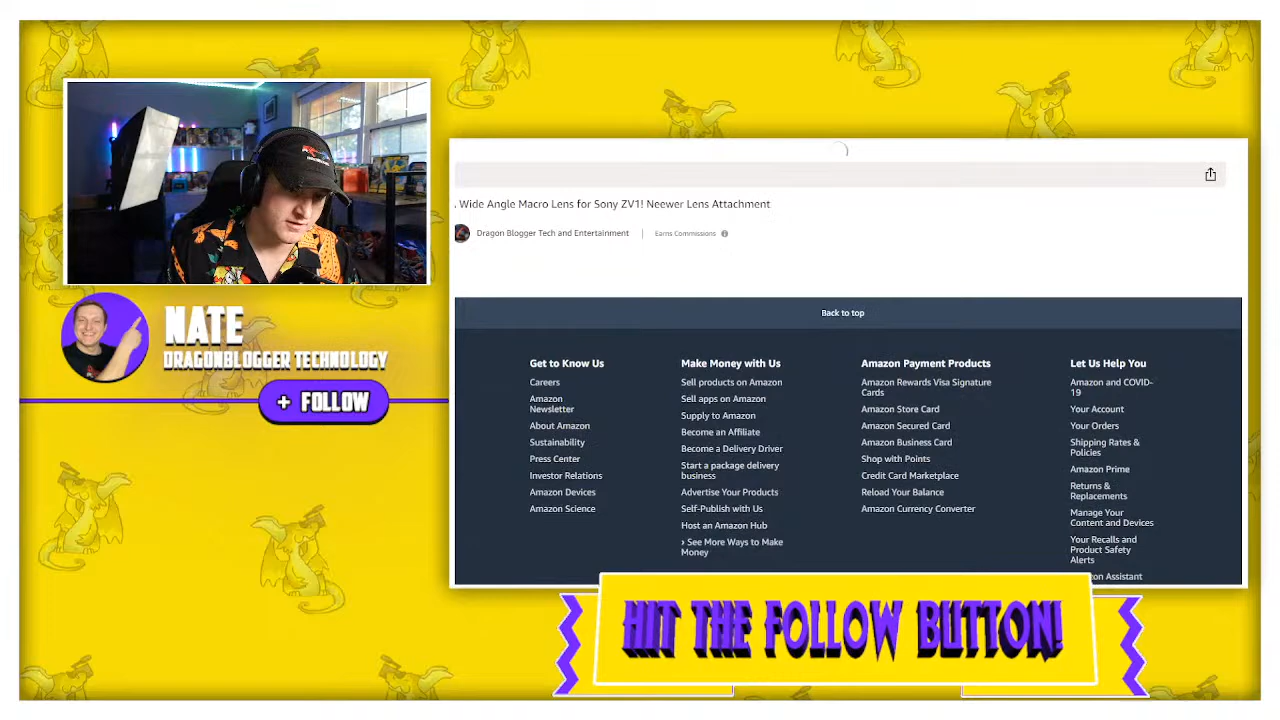 NATE
DRAGONBLOGGER TECHNOLOGY
+ FOLLOW
Wide Angle Macro Lens for Sony ZV1! Neewer Lens Attachment
Dragon Blogger Tech and Entertainment | Earns Commissions
Back to top
Get to Know Us
Careers
Amazon
Newsletter
About Amazon
Sustainability
Press Center
Investor Relations
Amazon Devices
Amazon Science
Make Money with Us
Sell products on Amazon
Sell apps on Amazon
Supply to Amazon
Become an Affiliate
Become a Delivery Driver
Start a package delivery
business
Advertise Your Products
Self-Publish with Us
Host an Amazon Hub
› See More Ways to Make
Money
Amazon Payment Products
Amazon Rewards Visa Signature
Cards
Amazon Store Card
Amazon Secured Card
Amazon Business Card
Shop with Points
Credit Card Marketplace
Reload Your Balance
Amazon Currency Converter
Let Us Help You
Amazon and COVID-
19
Your Account
Your Orders
Shipping Rates &
Policies
Amazon Prime
Returns &
Replacements
Manage Your
Content and Devices
Your Recalls and
Product Safety
Alerts
Assistant
HIT THE FOLLOW BUTTON!